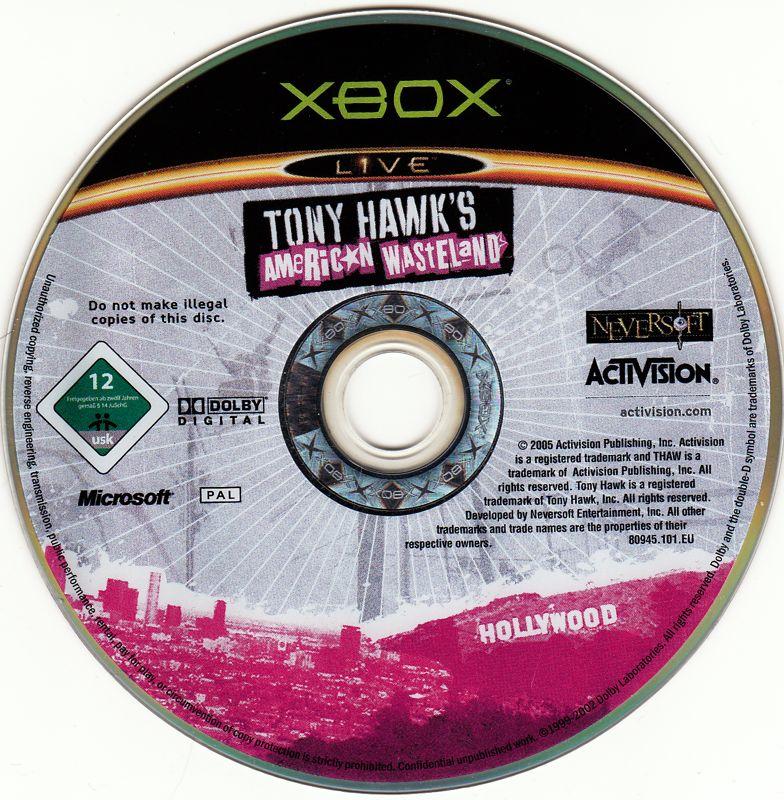 XBOX
LIVE™
TONY HAWK'S
AMERICAN WASTELAND
Do not make illegal
copies of this disc.
12
Freigegeben ab zwölf Jahren
gemäß § 14 JuSchG
usk
DOLBY
DIGITAL
Microsoft®
PAL
NEVERSOFT
ACTIVISION®
activision.com
© 2005 Activision Publishing, Inc. Activision
is a registered trademark and THAW is a
trademark of Activision Publishing, Inc. All
rights reserved. Tony Hawk is a registered
trademark of Tony Hawk, Inc. All rights reserved.
Developed by Neversoft Entertainment, Inc. All other
trademarks and trade names are the properties of their
respective owners.
80945.101.EU
HOLLYWOOD
Unauthorized copying, reverse engineering, transmission, public performance, rental, pay for play, or circumvention of copy protection is strictly prohibited. Confidential unpublished work. ©1999-2002 Dolby Laboratories. All rights reserved. Dolby and the double-D symbol are trademarks of Dolby Laboratories.